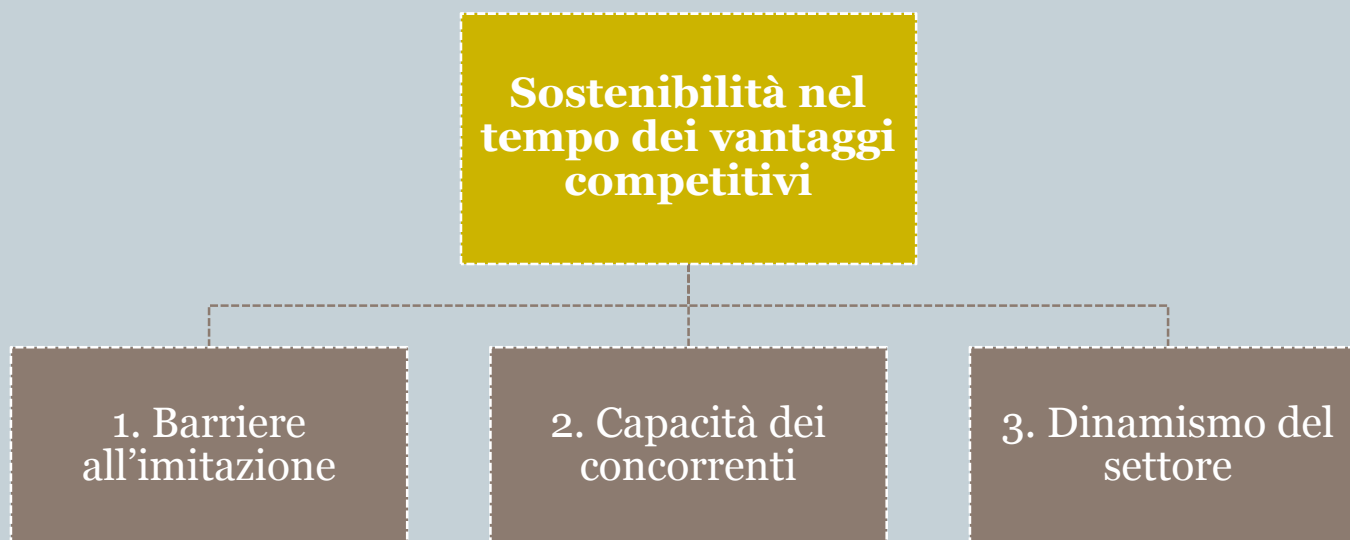 Sostenibilità nel
tempo dei vantaggi
competitivi
1. Barriere
all’imitazione
2. Capacità dei
concorrenti
3. Dinamismo del
settore